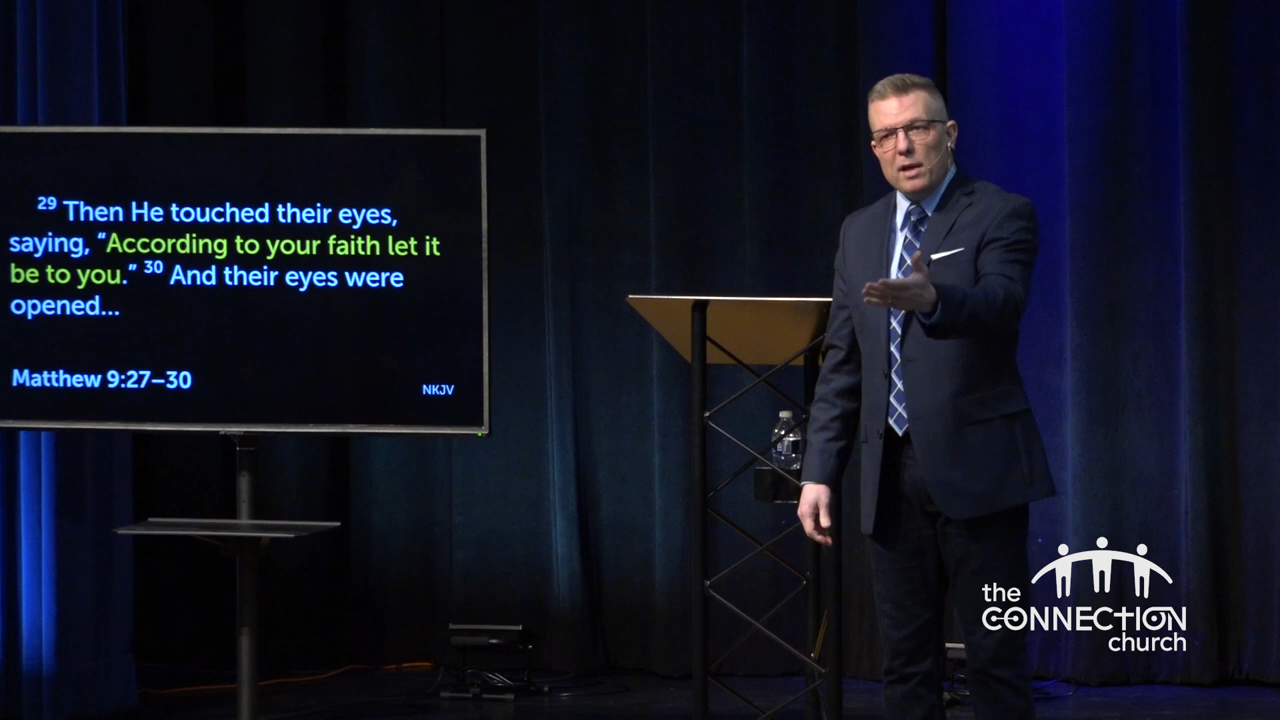 29 Then He touched their eyes,
saying, “According to your faith let it
be to you.” 30 And their eyes were
opened...
Matthew 9:27–30
NKJV
the
CONNECTION
church